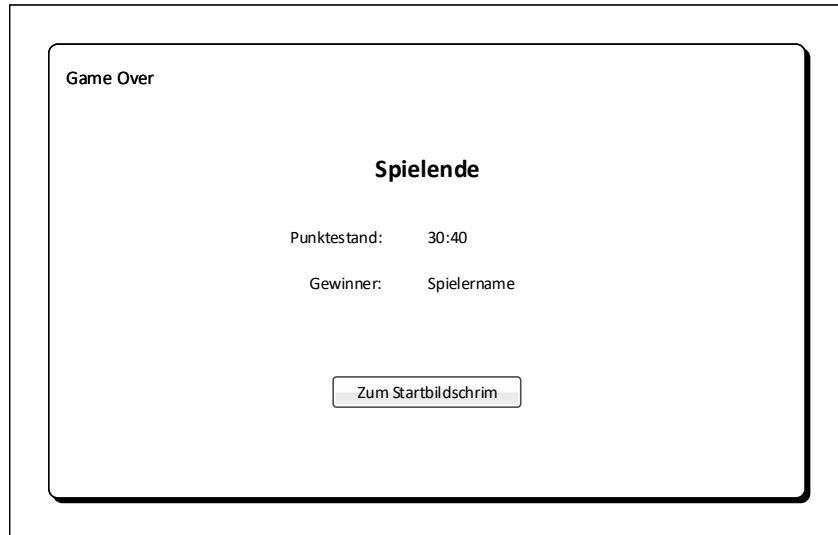 Game Over
Spielende
Punktestand: 30:40
Gewinner: Spielername
Zum Startbildschrim